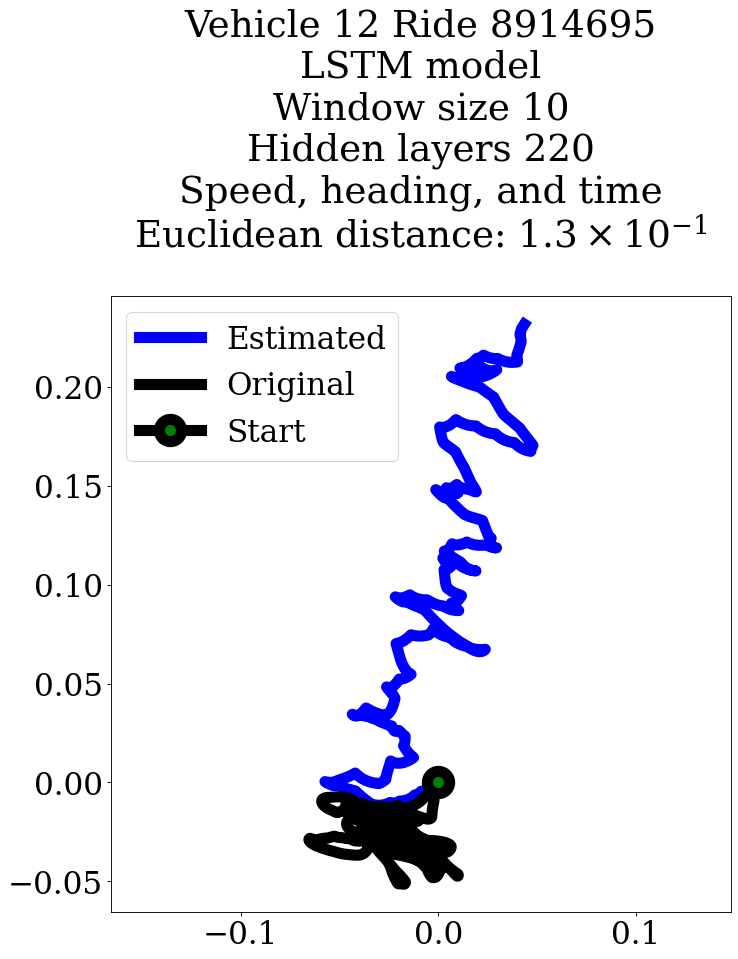 Vehicle 12 Ride 8914695
LSTM model
Window size 10
Hidden layers 220
Speed, heading, and time
Euclidean distance: 1.3 × 10⁻¹
Estimated
Original
Start
0.20
0.15
0.10
0.05
0.00
−0.05
−0.1
0.0
0.1